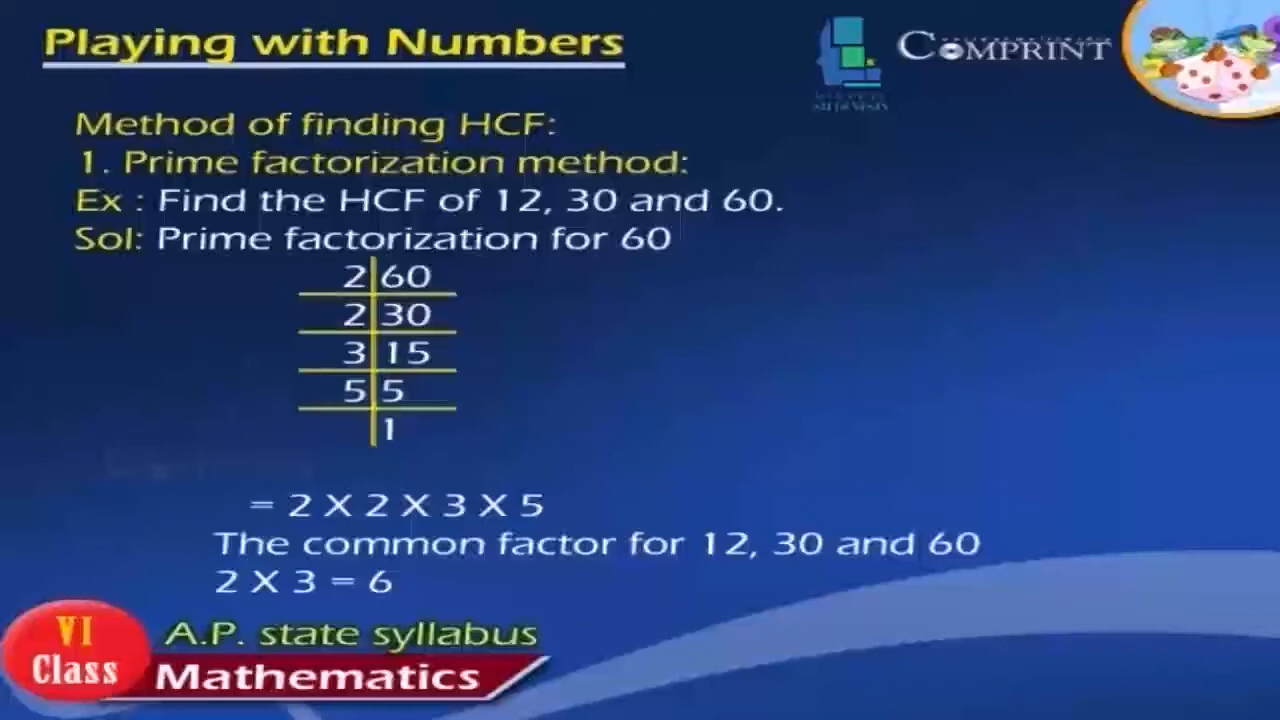 Playing with Numbers
COMPRINT
Method of finding HCF:
1. Prime factorization method:
Ex : Find the HCF of 12, 30 and 60.
Sol: Prime factorization for 60
2 60
2 30
3 15
5 5
1
= 2 X 2 X 3 X 5
The common factor for 12, 30 and 60
2 X 3 = 6
VI
Class
A.P. state syllabus
Mathematics